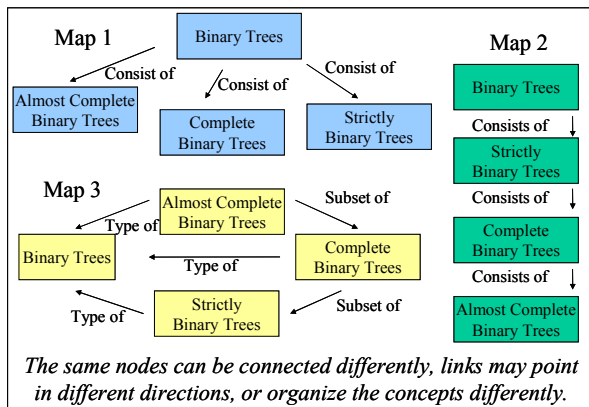 Map 1
Binary Trees
Consist of
Consist of
Consist of
Almost Complete
Binary Trees
Complete
Binary Trees
Strictly
Binary Trees
Map 2
Binary Trees
Consists of
Strictly
Binary Trees
Consists of
Complete
Binary Trees
Consists of
Almost Complete
Binary Trees
Map 3
Almost Complete
Binary Trees
Subset of
Type of
Binary Trees
Complete
Binary Trees
Type of
Strictly
Binary Trees
Type of
Subset of
The same nodes can be connected differently, links may point
in different directions, or organize the concepts differently.